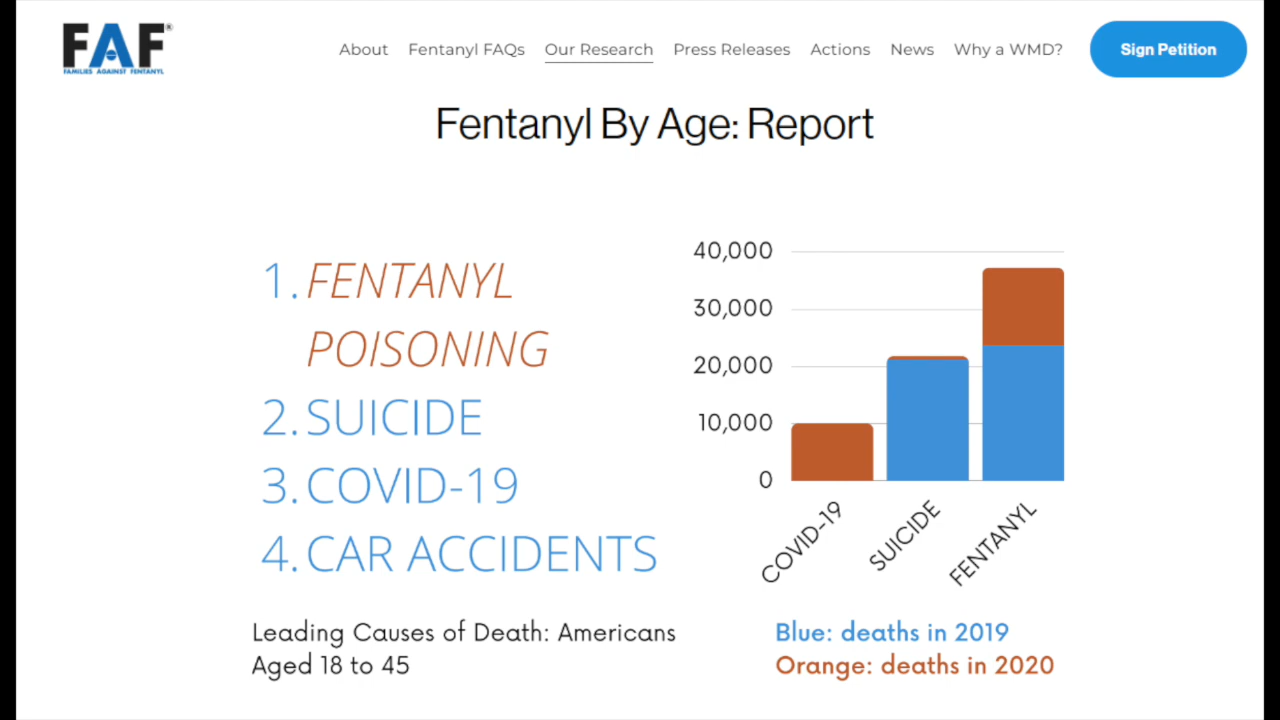 FAF®
FAMILIES AGAINST FENTANYL
About Fentanyl FAQs Our Research Press Releases Actions News Why a WMD? Sign Petition
Fentanyl By Age: Report
1. FENTANYL
POISONING
2. SUICIDE
3. COVID-19
4. CAR ACCIDENTS
Leading Causes of Death: Americans
Aged 18 to 45
40,000
30,000
20,000
10,000
0
COVID-19
SUICIDE
FENTANYL
Blue: deaths in 2019
Orange: deaths in 2020